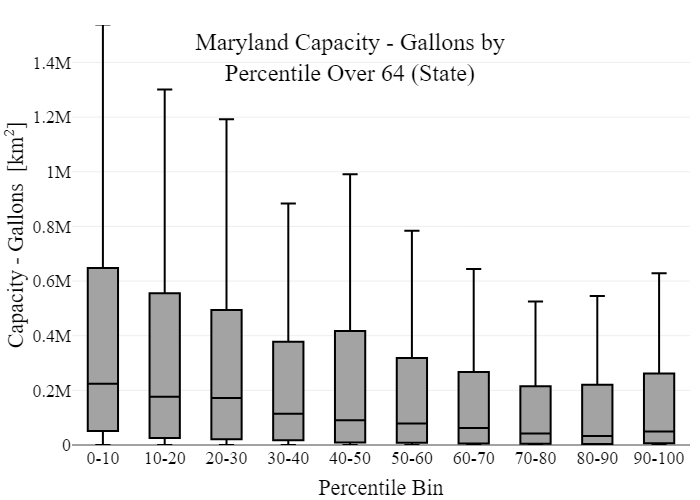 Maryland Capacity - Gallons by
Percentile Over 64 (State)
Capacity - Gallons [km²]
1.4M
1.2M
1M
0.8M
0.6M
0.4M
0.2M
0
0-10 10-20 20-30 30-40 40-50 50-60 60-70 70-80 80-90 90-100
Percentile Bin